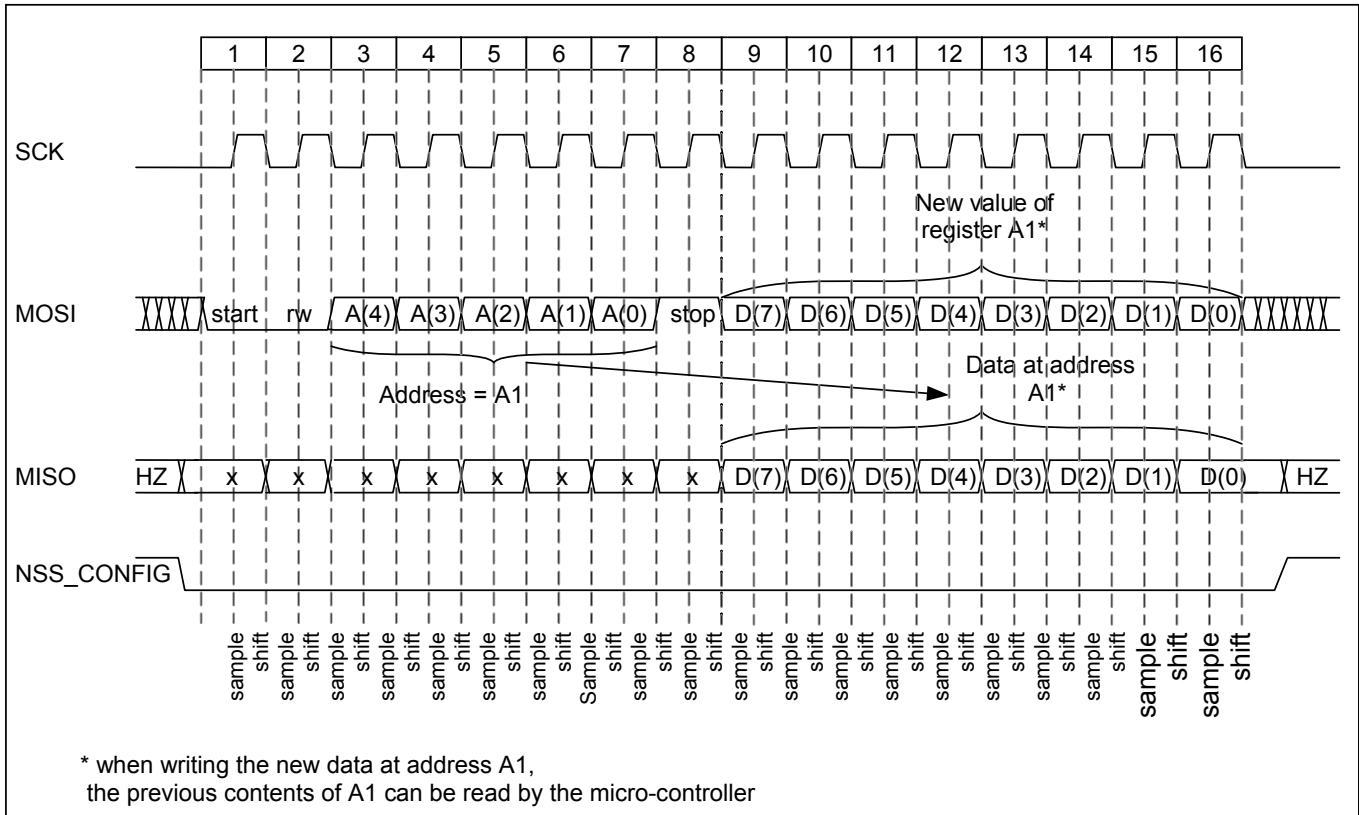 1 2 3 4 5 6 7 8 9 10 11 12 13 14 15 16
SCK
New value of
register A1*
MOSI start rw A(4) A(3) A(2) A(1) A(0) stop D(7) D(6) D(5) D(4) D(3) D(2) D(1) D(0)
Address = A1
Data at address
A1*
MISO HZ x x x x x x x x D(7) D(6) D(5) D(4) D(3) D(2) D(1) D(0) HZ
NSS_CONFIG
sample shift sample shift sample shift sample shift sample shift sample shift Sample shift sample shift sample shift sample shift sample shift sample shift sample shift sample shift sample shift sample shift
* when writing the new data at address A1,
the previous contents of A1 can be read by the micro-controller